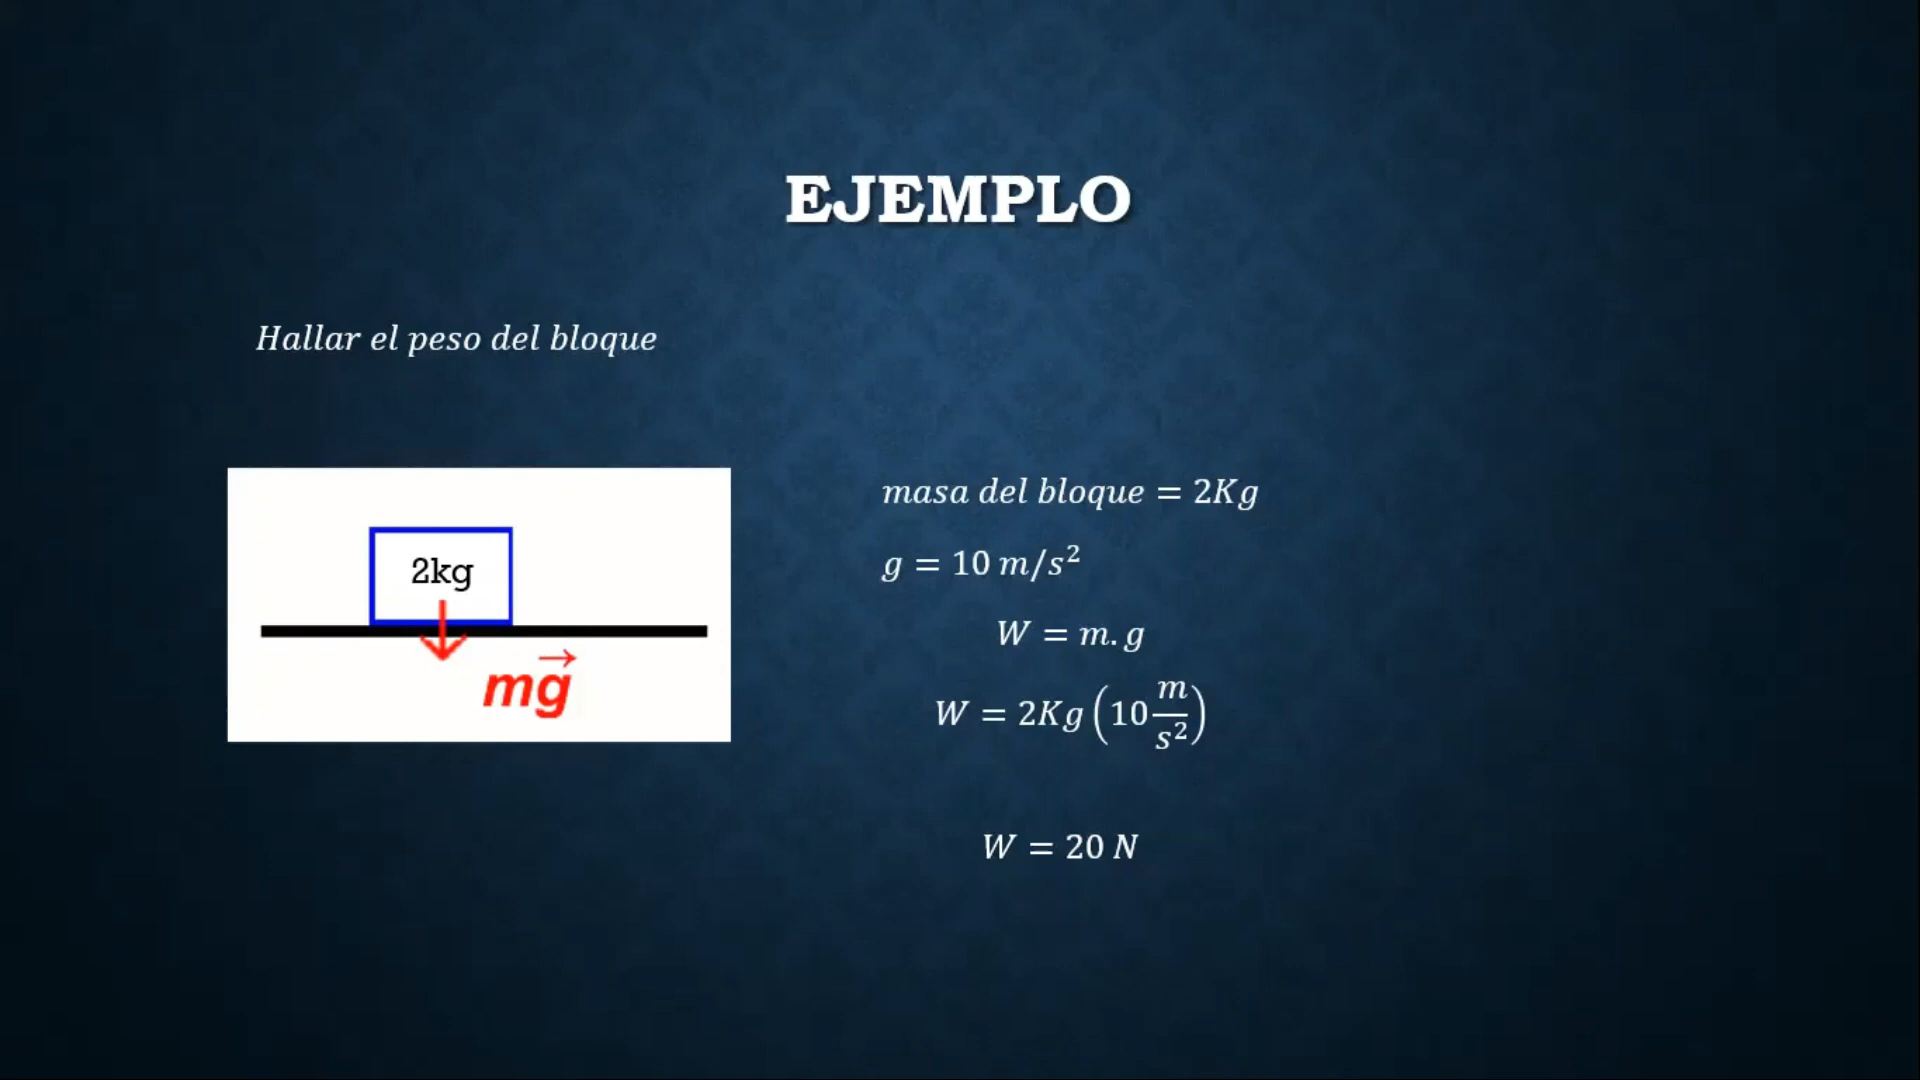 EJEMPLO
Hallar el peso del bloque
2kg
mg⃗
masa del bloque = 2Kg
g = 10 m/s²
W = m. g
W = 2Kg (10 m/s²)
W = 20 N